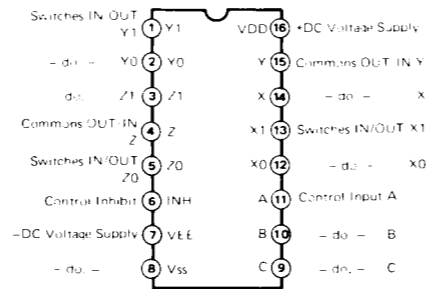 Switches IN OUT Y1 1 Y1 VDD 16 +DC Voltage Supply
– do. – Y0 2 Y0 Y 15 Commons OUT-IN Y
do. Z1 3 Z1 X 14 – do – X
Commons OUT-IN Z 4 Z X1 13 Switches IN/OUT X1
Switches IN/OUT Z0 5 Z0 X0 12 – do – X0
Control Inhibit 6 INH A 11 Control Input A
–DC Voltage Supply 7 VEE B 10 – do – B
– do. – 8 Vss C 9 – do. – C